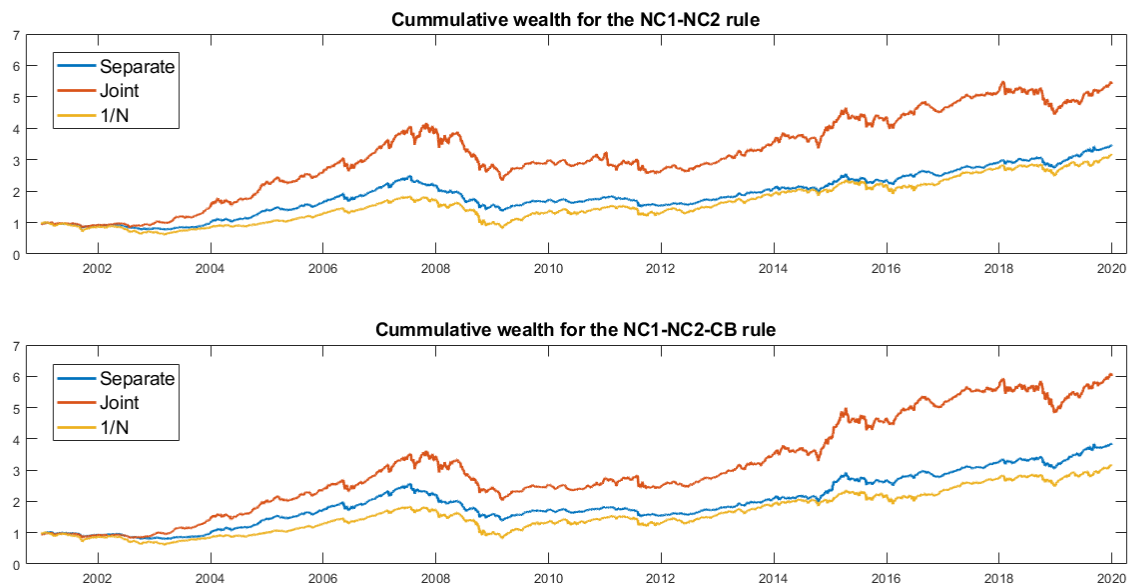 Cummulative wealth for the NC1-NC2 rule
7
6
5
4
3
2
1
0
Separate
Joint
1/N
2002 2004 2006 2008 2010 2012 2014 2016 2018 2020
Cummulative wealth for the NC1-NC2-CB rule
7
6
5
4
3
2
1
0
Separate
Joint
1/N
2002 2004 2006 2008 2010 2012 2014 2016 2018 2020